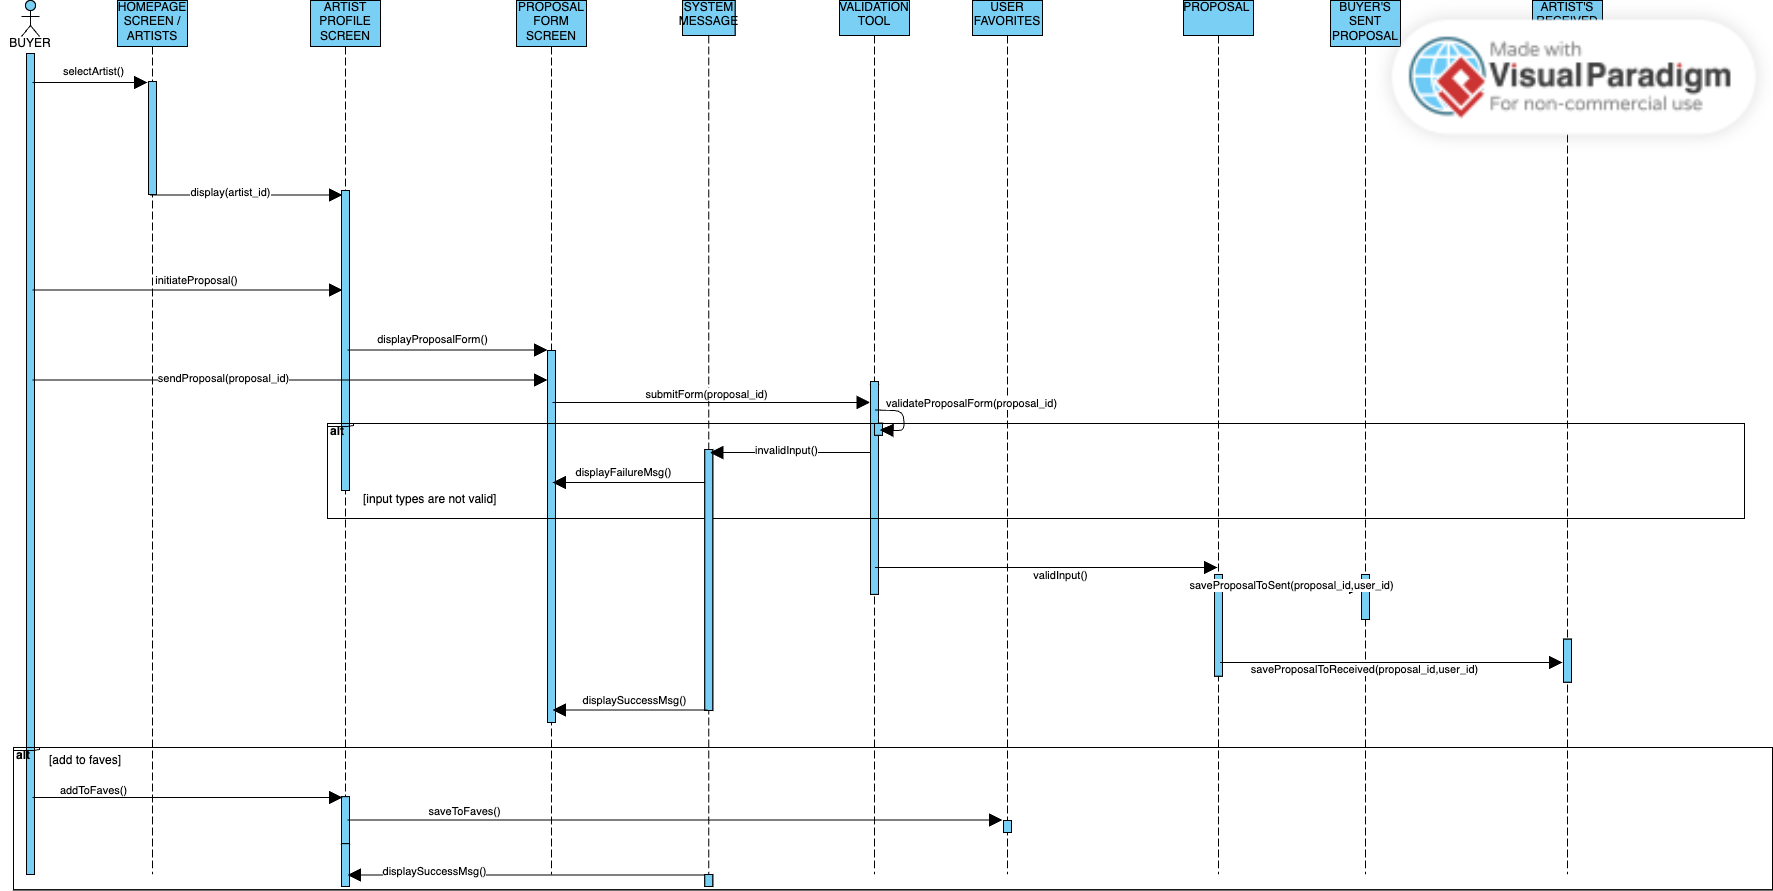 BUYER
HOMEPAGE
SCREEN /
ARTISTS
ARTIST
PROFILE
SCREEN
PROPOSAL
FORM
SCREEN
SYSTEM
MESSAGE
VALIDATION
TOOL
USER
FAVORITES
PROPOSAL
BUYER'S
SENT
PROPOSAL
ARTIST'S
RECEIVED
Made with
Visual Paradigm
For non-commercial use
selectArtist()
display(artist_id)
initiateProposal()
displayProposalForm()
sendProposal(proposal_id)
submitForm(proposal_id)
validateProposalForm(proposal_id)
alt
invalidInput()
displayFailureMsg()
[input types are not valid]
validInput()
saveProposalToSent(proposal_id,user_id)
saveProposalToReceived(proposal_id,user_id)
displaySuccessMsg()
alt
[add to faves]
addToFaves()
saveToFaves()
displaySuccessMsg()